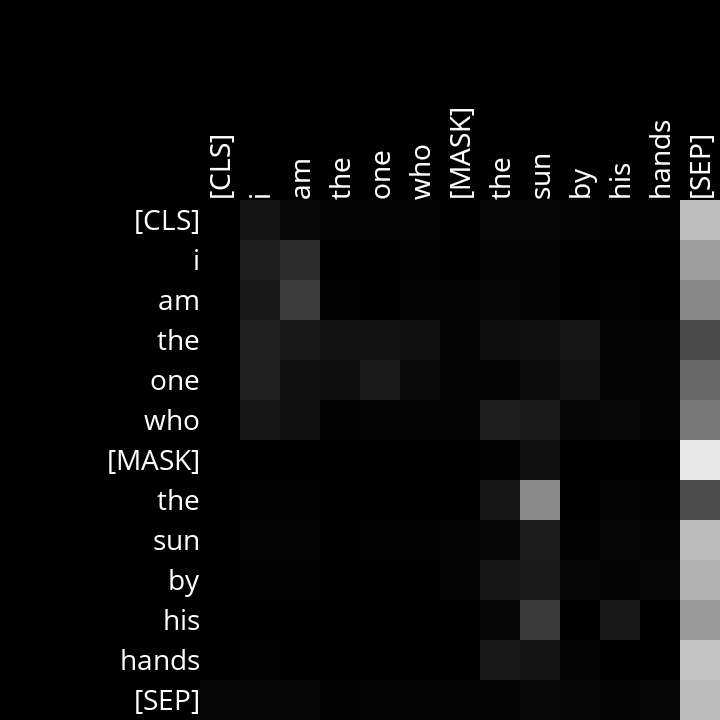 [CLS] i am the one who [MASK] the sun by his hands [SEP]
[CLS]
i
am
the
one
who
[MASK]
the
sun
by
his
hands
[SEP]